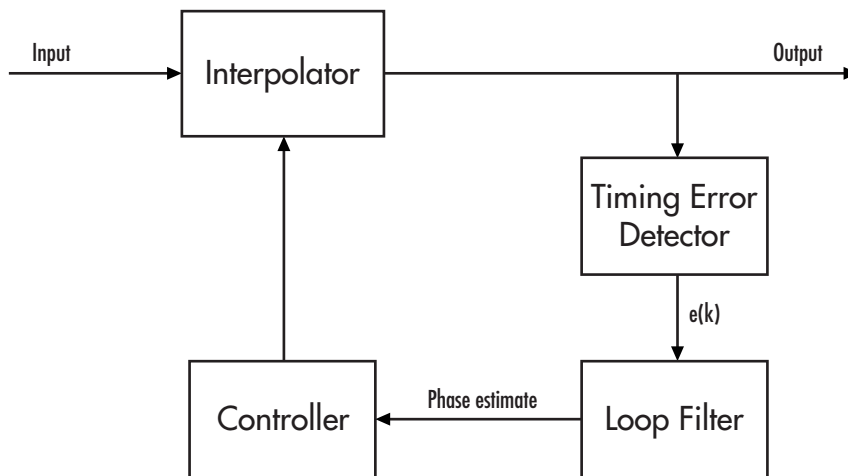 Input
Interpolator
Output
Timing Error
Detector
e(k)
Controller
Phase estimate
Loop Filter